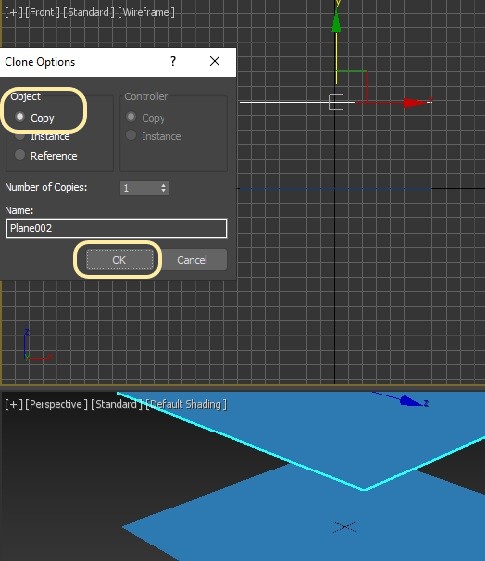 [+] [Front] [Standard] [Wireframe]
y
Clone Options ? ×
Object
Copy
Instance
Reference
Controller
Copy
Instance
Number of Copies: 1
Name:
Plane002
OK Cancel
z
[+] [Perspective] [Standard] [Default Shading]
z